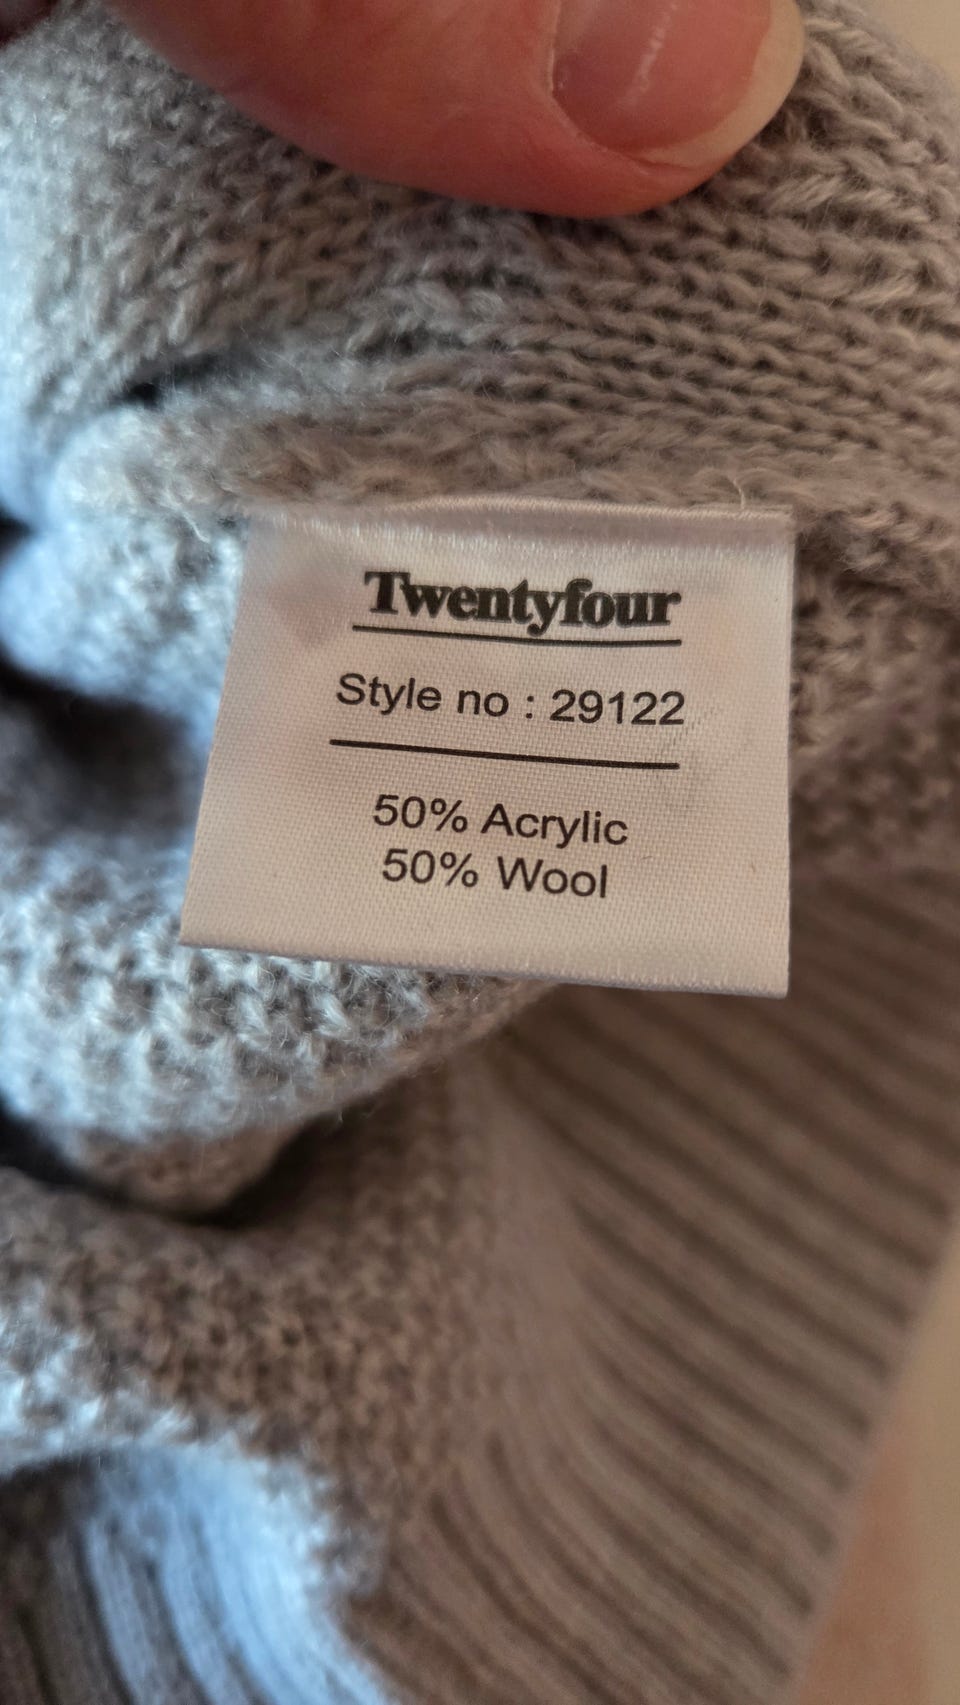 Twentyfour
Style no : 29122
50% Acrylic
50% Wool